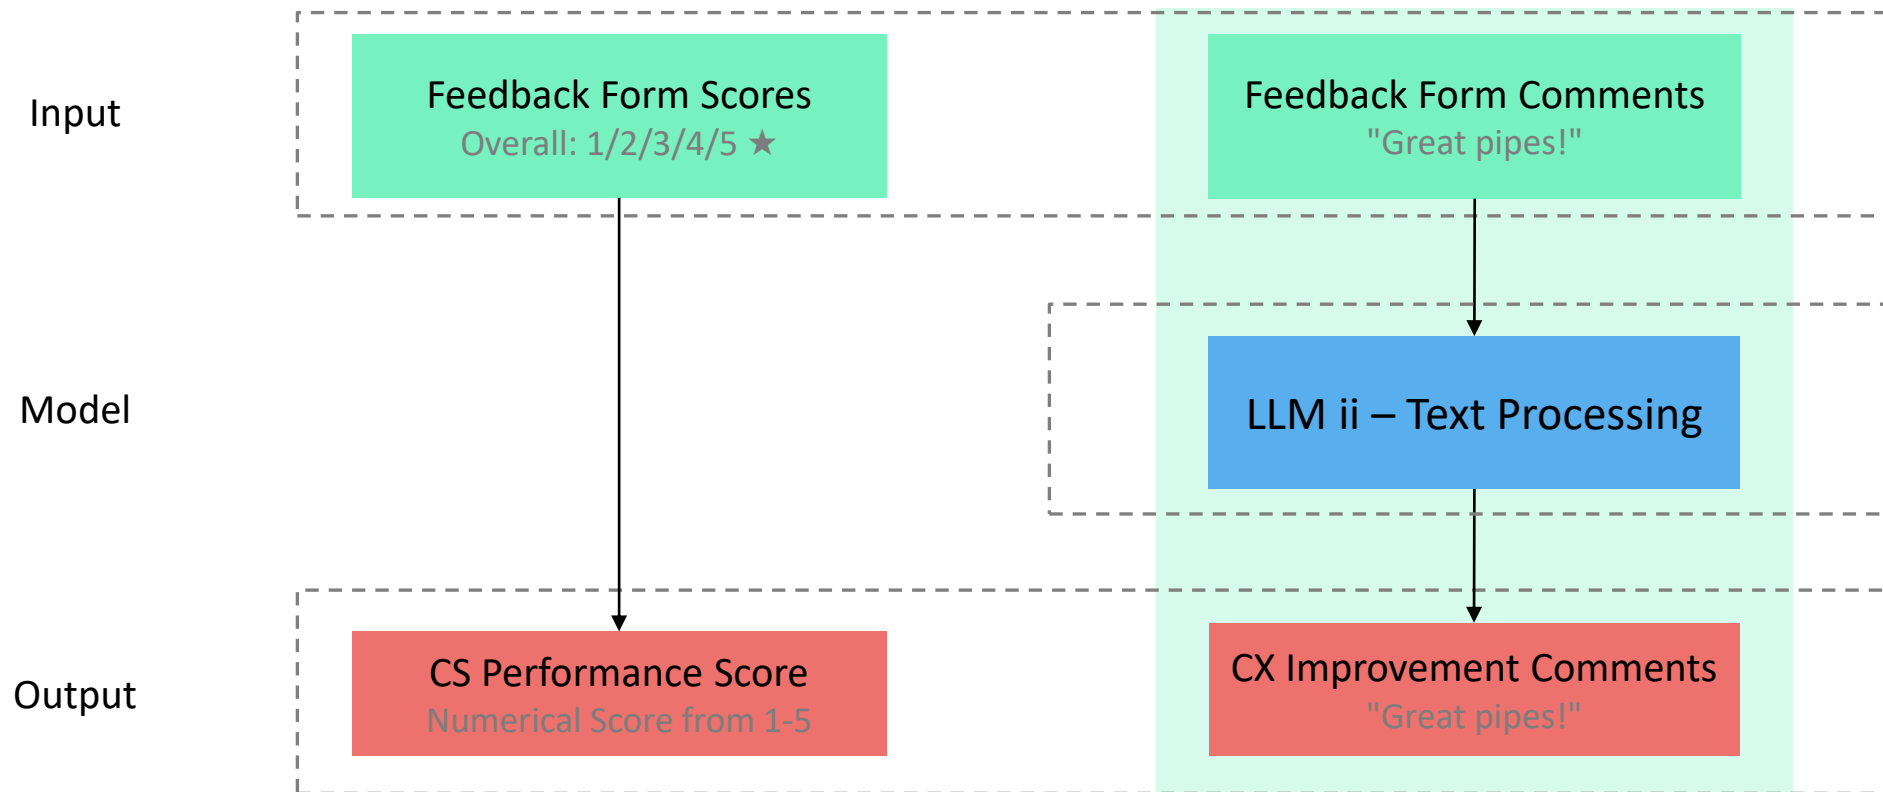 Input
Feedback Form Scores
Overall: 1/2/3/4/5 ★
Feedback Form Comments
"Great pipes!"
Model
LLM ii – Text Processing
Output
CS Performance Score
Numerical Score from 1-5
CX Improvement Comments
"Great pipes!"